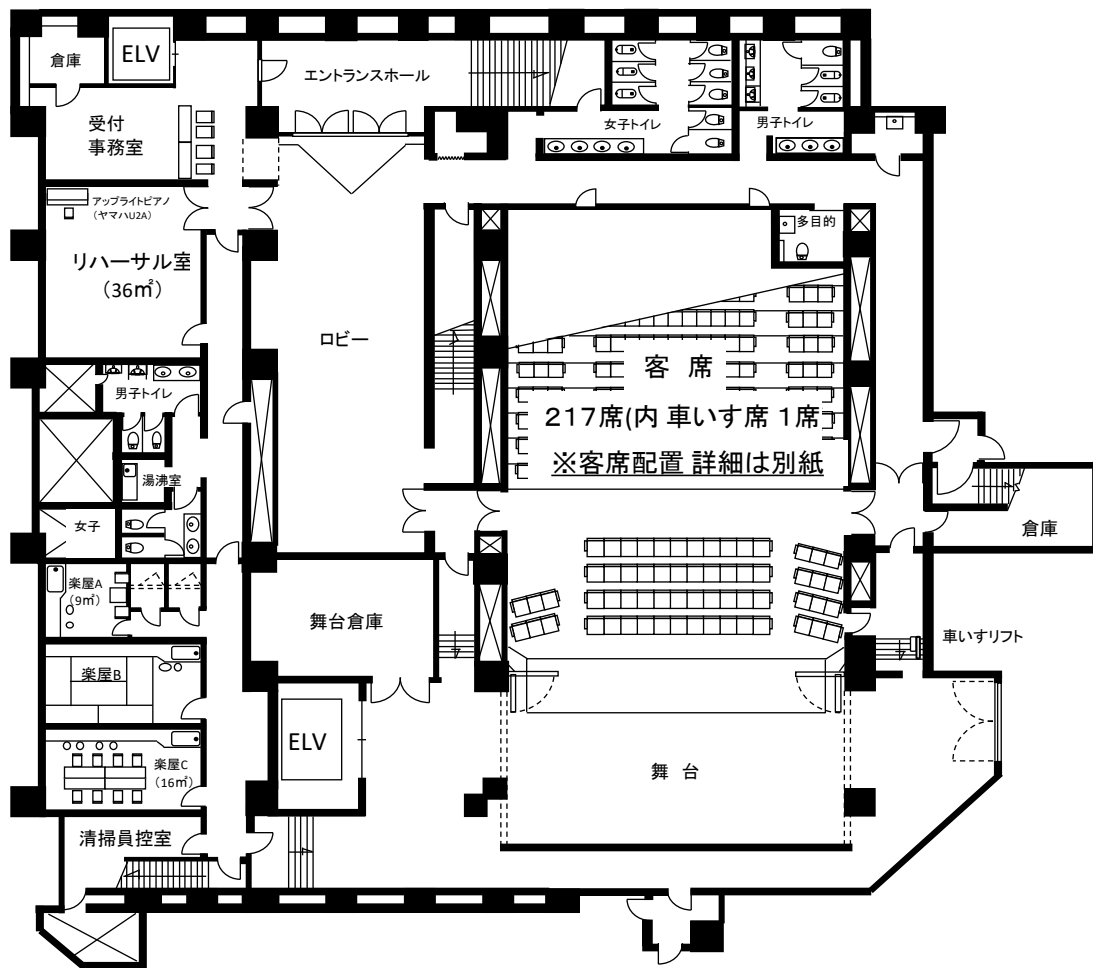 倉庫
ELV
エントランスホール
受付
事務室
女子トイレ
男子トイレ
アップライトピアノ
（ヤマハU2A）
多目的
リハーサル室
（36㎡）
ロビー
客 席
217席(内 車いす席 1席
※客席配置 詳細は別紙
男子トイレ
湯沸室
女子
倉庫
楽屋A
（9㎡）
舞台倉庫
車いすリフト
楽屋B
ELV
楽屋C
（16㎡）
舞 台
清掃員控室